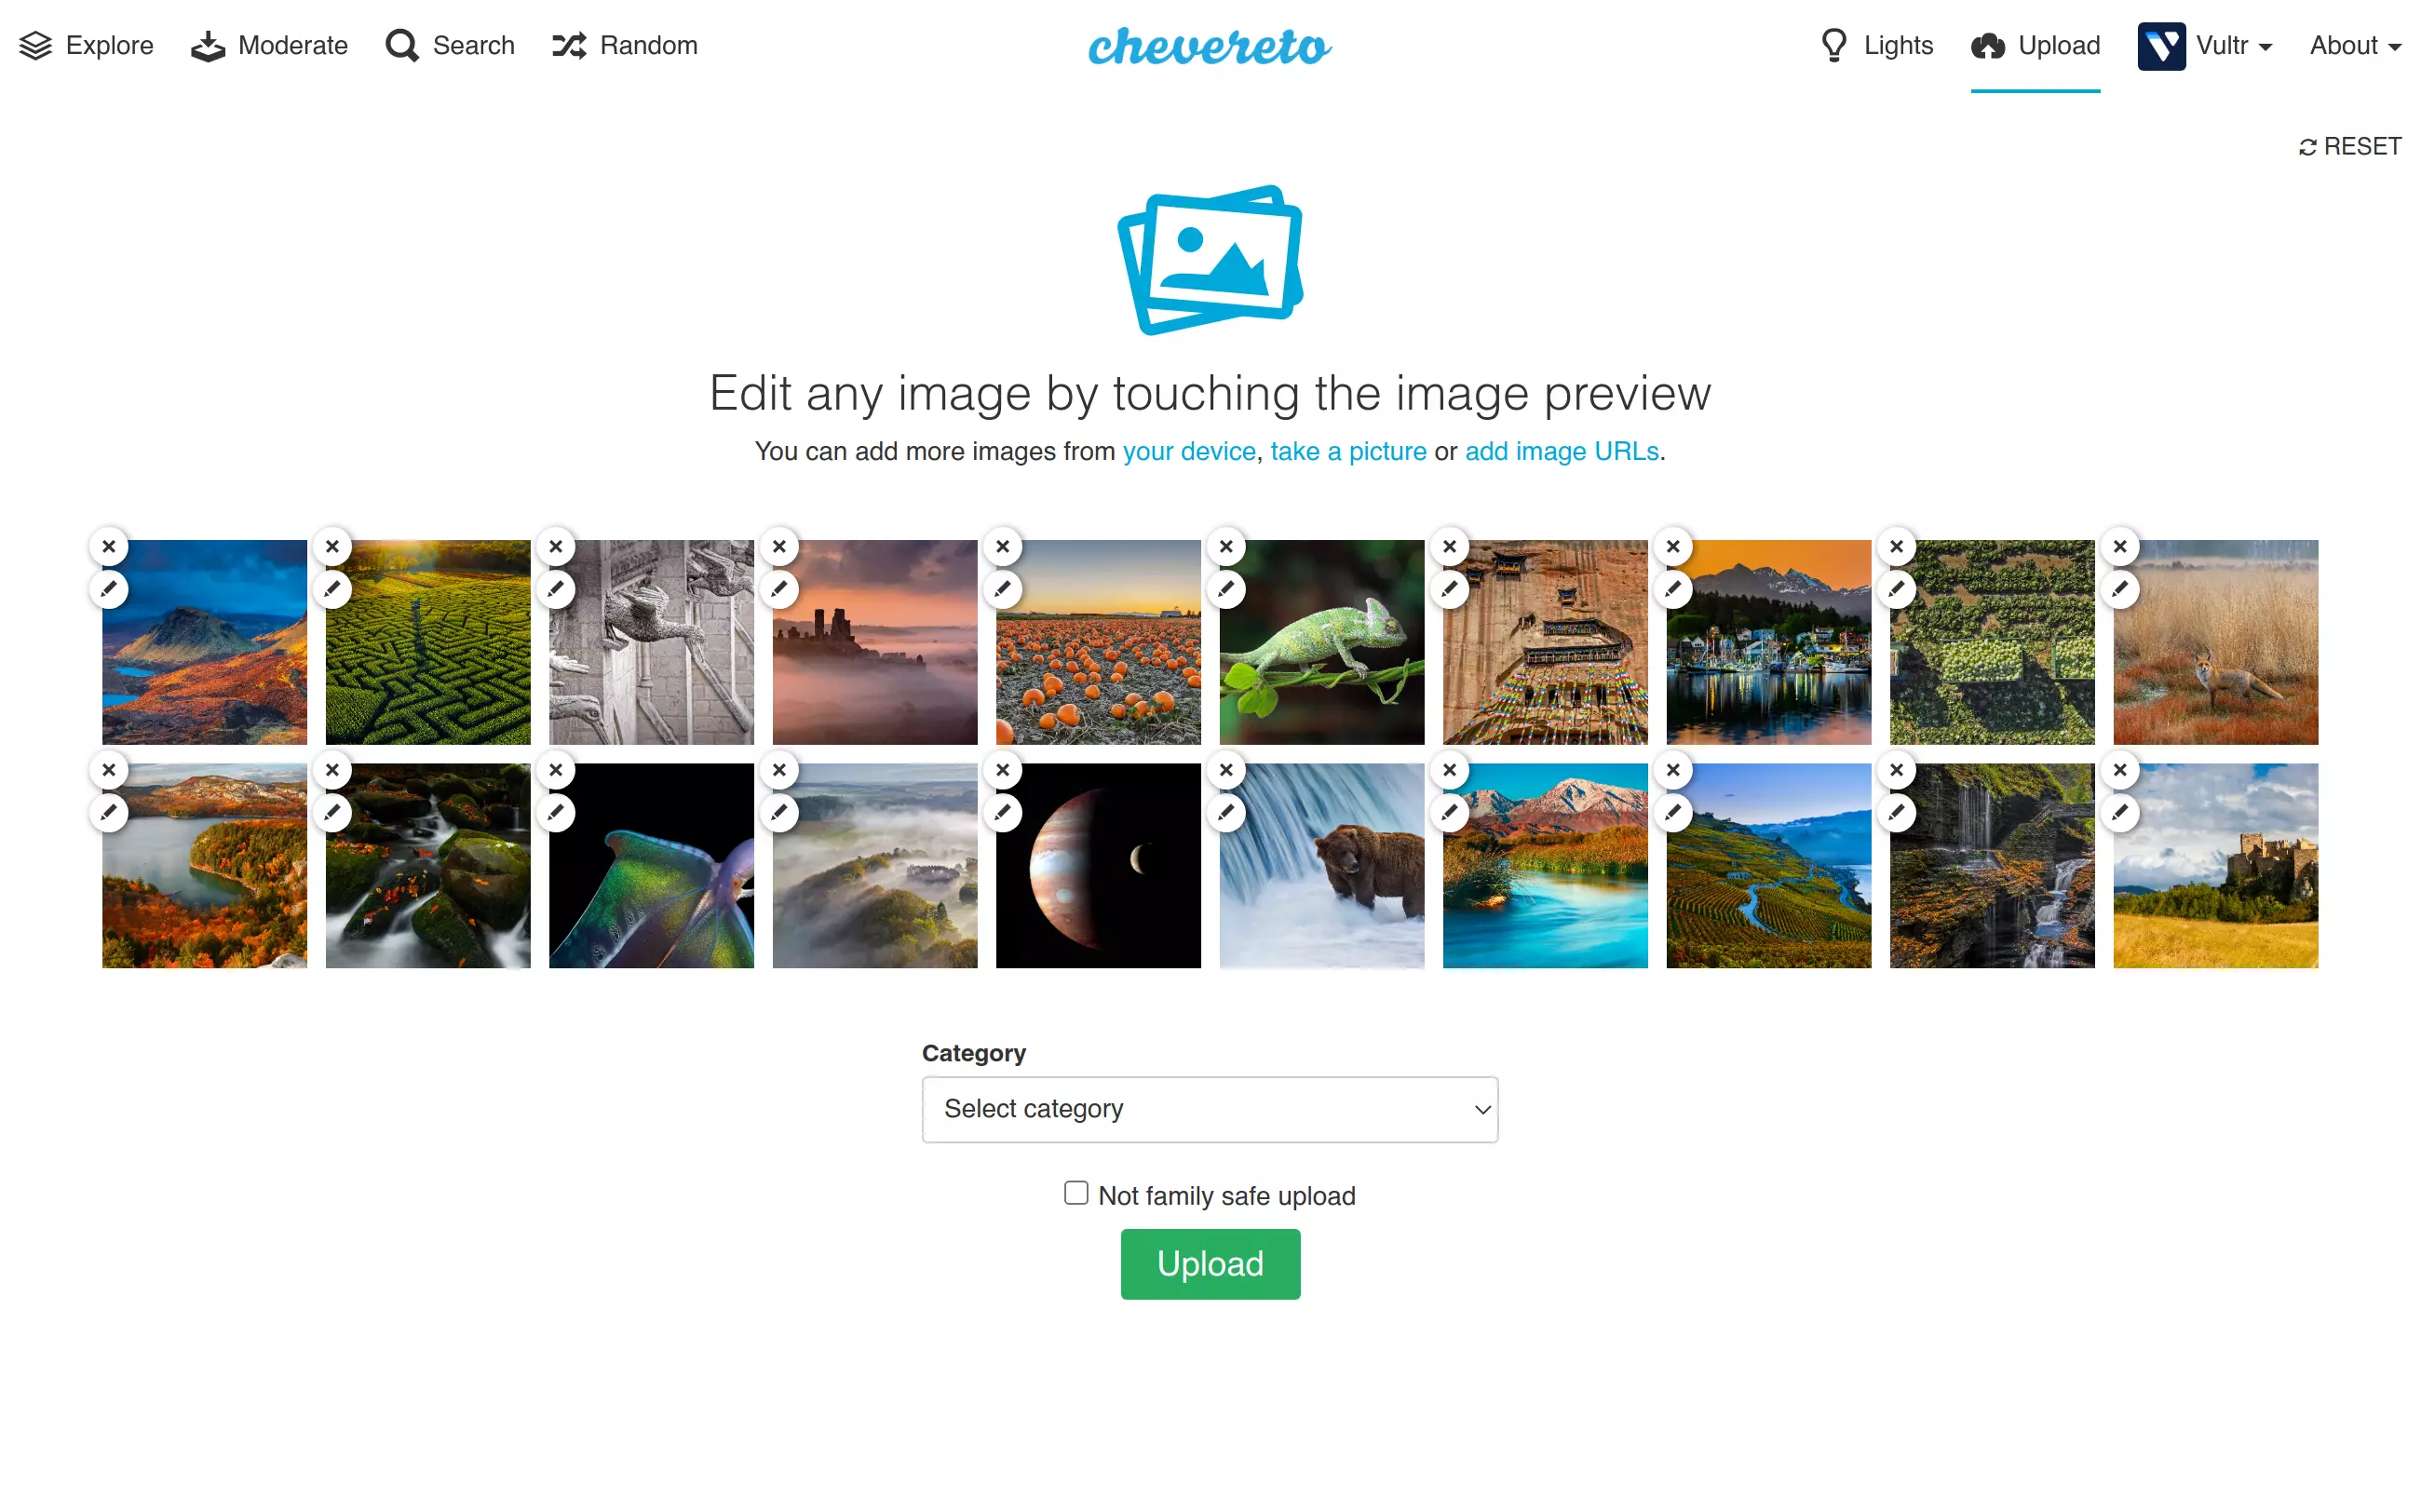 Explore Moderate Search Random chevereto Lights Upload Vultr About
RESET
Edit any image by touching the image preview
You can add more images from your device, take a picture or add image URLs.
Category
Select category
Not family safe upload
Upload